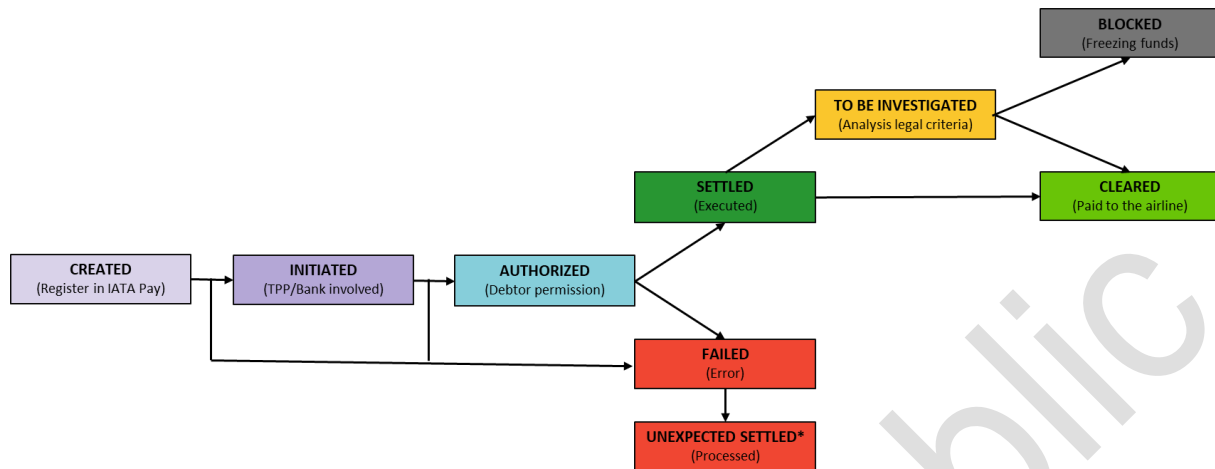 BLOCKED
(Freezing funds)
TO BE INVESTIGATED
(Analysis legal criteria)
SETTLED
(Executed)
CLEARED
(Paid to the airline)
CREATED
(Register in IATA Pay)
INITIATED
(TPP/Bank involved)
AUTHORIZED
(Debtor permission)
FAILED
(Error)
UNEXPECTED SETTLED*
(Processed)
blic